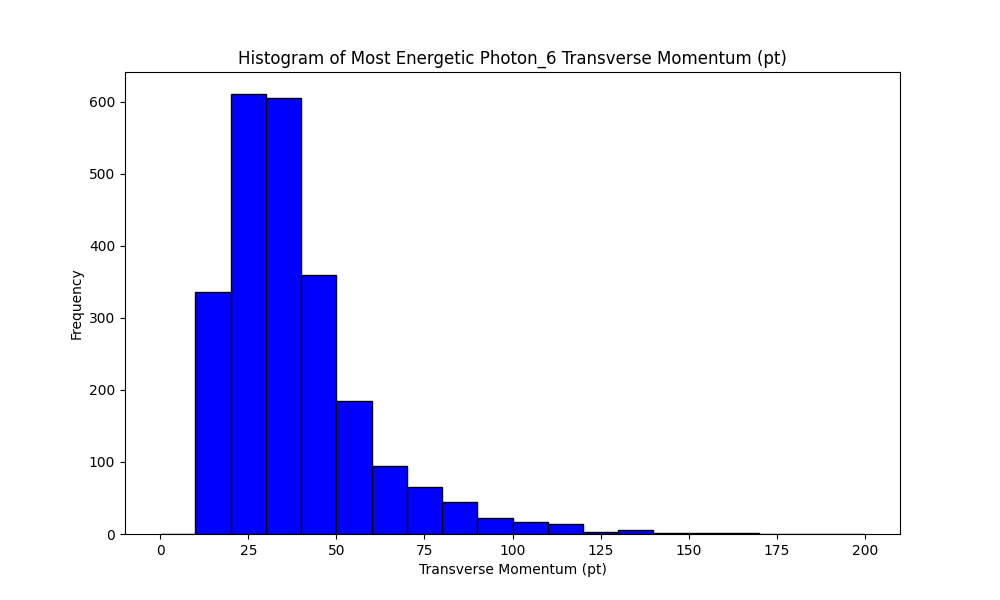 Histogram of Most Energetic Photon_6 Transverse Momentum (pt)
600
500
400
300
200
100
0
Frequency
0 25 50 75 100 125 150 175 200
Transverse Momentum (pt)